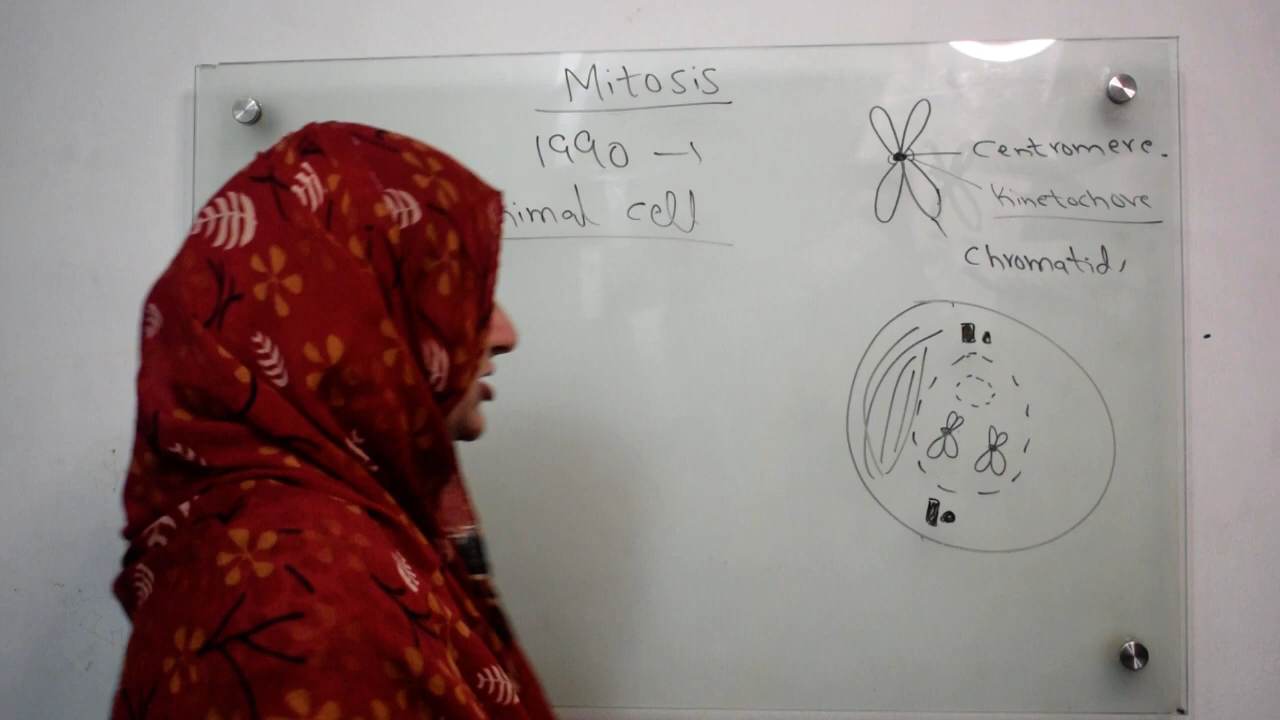 Mitosis
1990 –
nimal cell
Centromere.
Kinetochore
Chromatid,